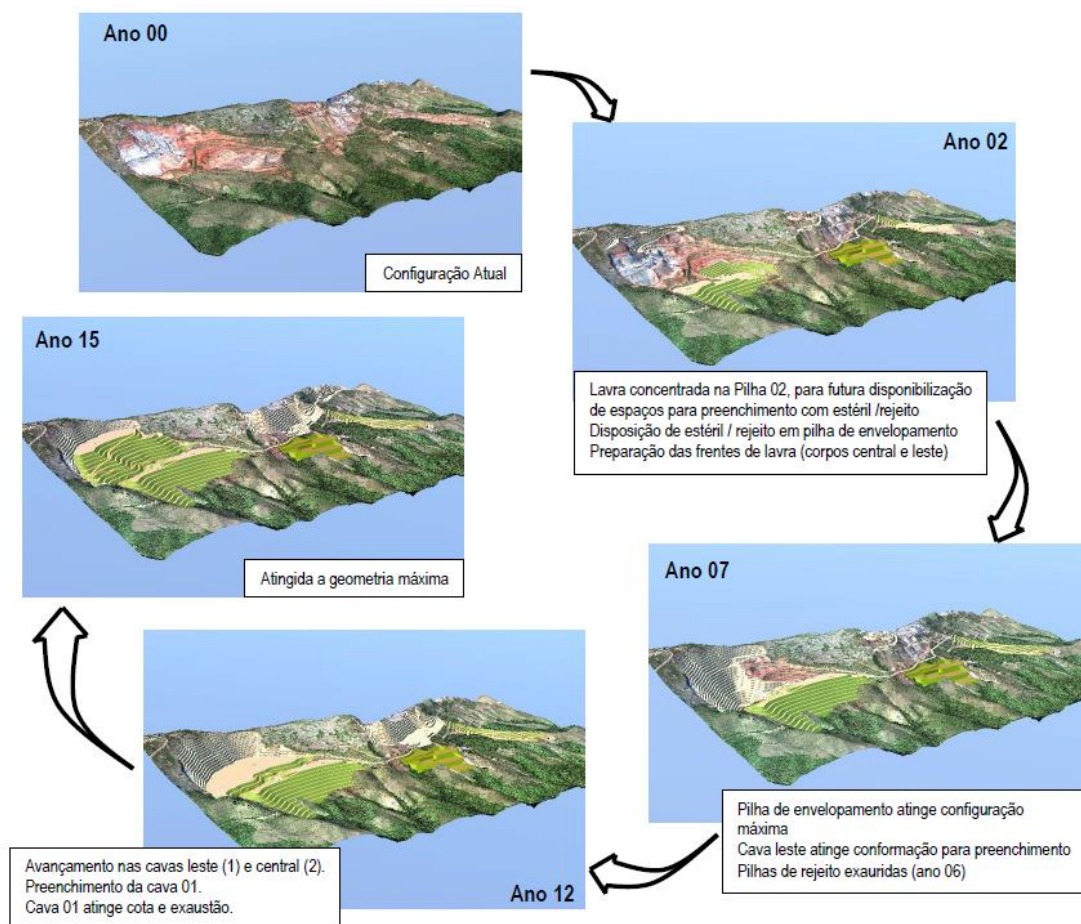 Ano 00
Configuração Atual
Ano 02
Lavra concentrada na Pilha 02, para futura disponibilização
de espaços para preenchimento com estéril /rejeito
Disposição de estéril / rejeito em pilha de envelopamento
Preparação das frentes de lavra (corpos central e leste)
Ano 07
Pilha de envelopamento atinge configuração
máxima
Cava leste atinge conformação para preenchimento
Pilhas de rejeito exauridas (ano 06)
Ano 12
Avançamento nas cavas leste (1) e central (2).
Preenchimento da cava 01.
Cava 01 atinge cota e exaustão.
Ano 15
Atingida a geometria máxima